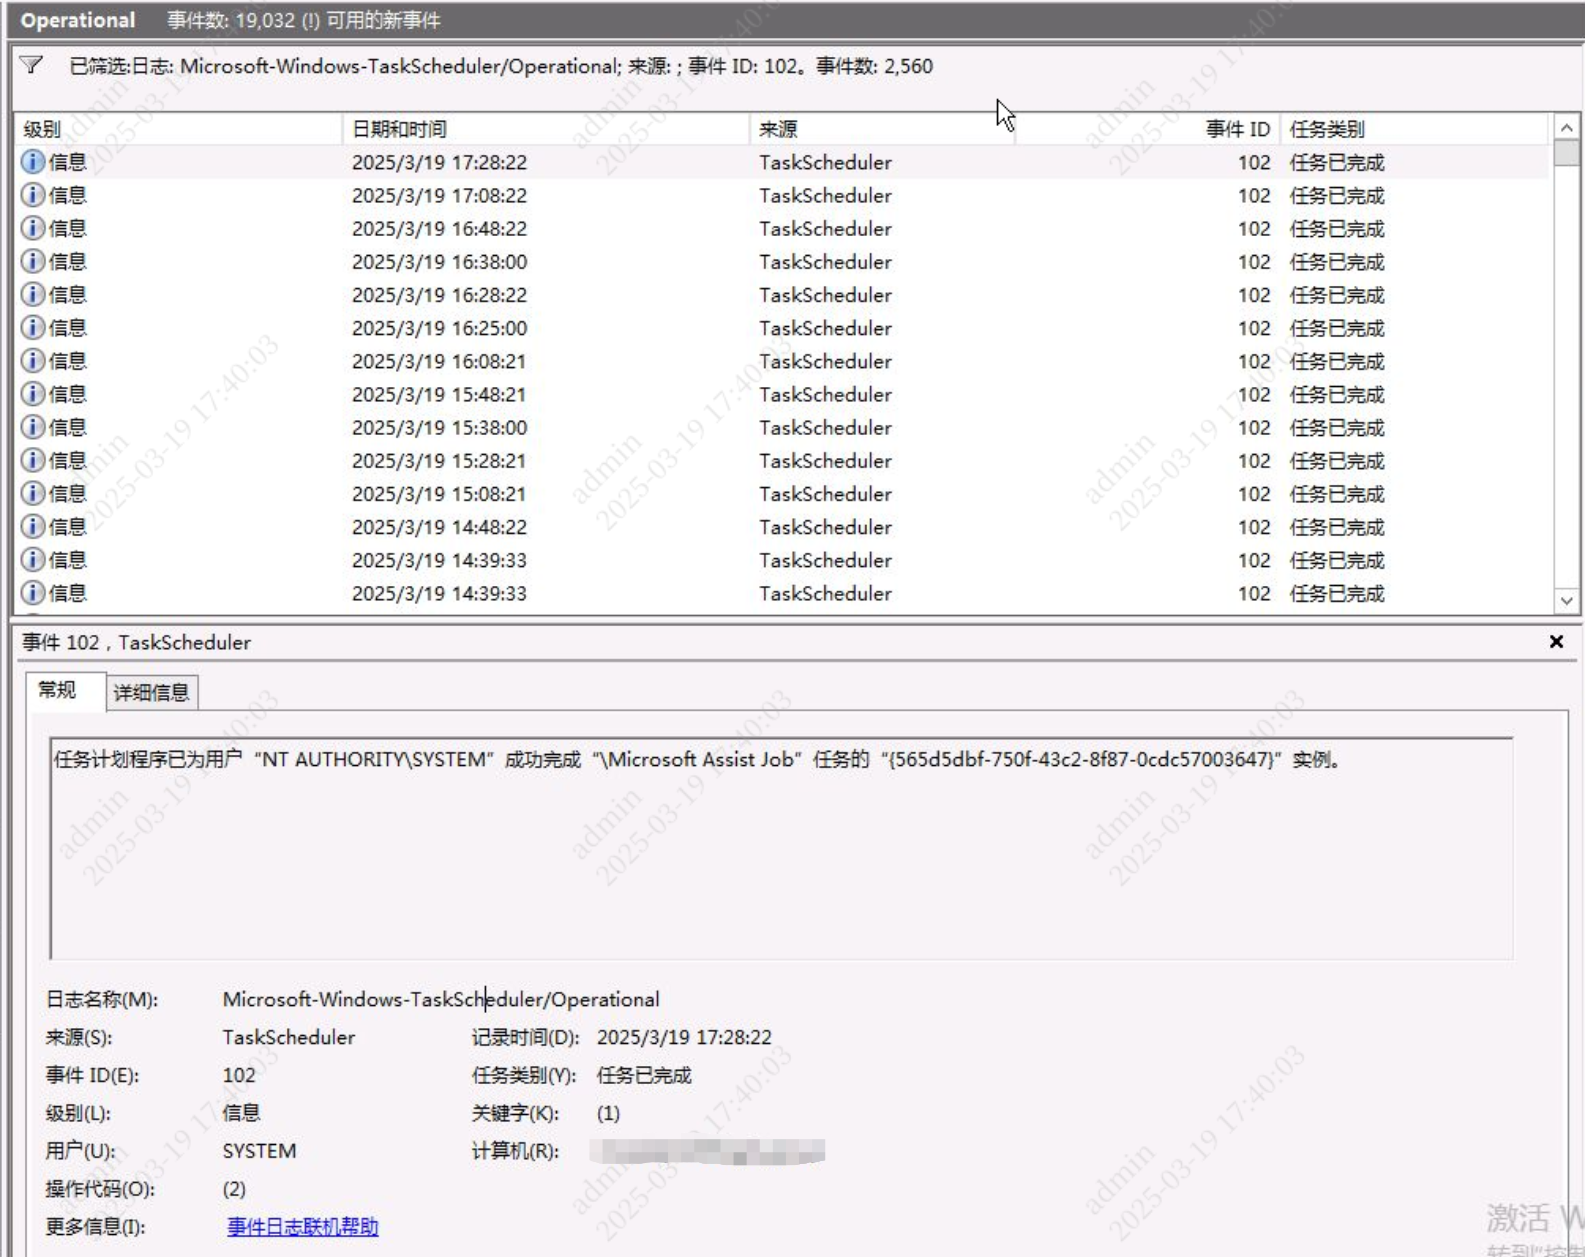 Operational 事件数: 19,032 (!) 可用的新事件
已筛选:日志: Microsoft-Windows-TaskScheduler/Operational; 来源: ; 事件 ID: 102。事件数: 2,560
级别 日期和时间 来源 事件 ID 任务类别
信息 2025/3/19 17:28:22 TaskScheduler 102 任务已完成
信息 2025/3/19 17:08:22 TaskScheduler 102 任务已完成
信息 2025/3/19 16:48:22 TaskScheduler 102 任务已完成
信息 2025/3/19 16:38:00 TaskScheduler 102 任务已完成
信息 2025/3/19 16:28:22 TaskScheduler 102 任务已完成
信息 2025/3/19 16:25:00 TaskScheduler 102 任务已完成
信息 2025/3/19 16:08:21 TaskScheduler 102 任务已完成
信息 2025/3/19 15:48:21 TaskScheduler 102 任务已完成
信息 2025/3/19 15:38:00 TaskScheduler 102 任务已完成
信息 2025/3/19 15:28:21 TaskScheduler 102 任务已完成
信息 2025/3/19 15:08:21 TaskScheduler 102 任务已完成
信息 2025/3/19 14:48:22 TaskScheduler 102 任务已完成
信息 2025/3/19 14:39:33 TaskScheduler 102 任务已完成
信息 2025/3/19 14:39:33 TaskScheduler 102 任务已完成
事件 102，TaskScheduler
常规 详细信息
任务计划程序已为用户“NT AUTHORITY\SYSTEM”成功完成“\Microsoft Assist Job”任务的“{565d5dbf-750f-43c2-8f87-0cdc57003647}”实例。
日志名称(M): Microsoft-Windows-TaskScheduler/Operational
来源(S): TaskScheduler 记录时间(D): 2025/3/19 17:28:22
事件 ID(E): 102 任务类别(Y): 任务已完成
级别(L): 信息 关键字(K): (1)
用户(U): SYSTEM 计算机(R):
操作代码(O): (2)
更多信息(I): 事件日志联机帮助
激活 W
转到"控制
admin
2025-03-19 17:40:03